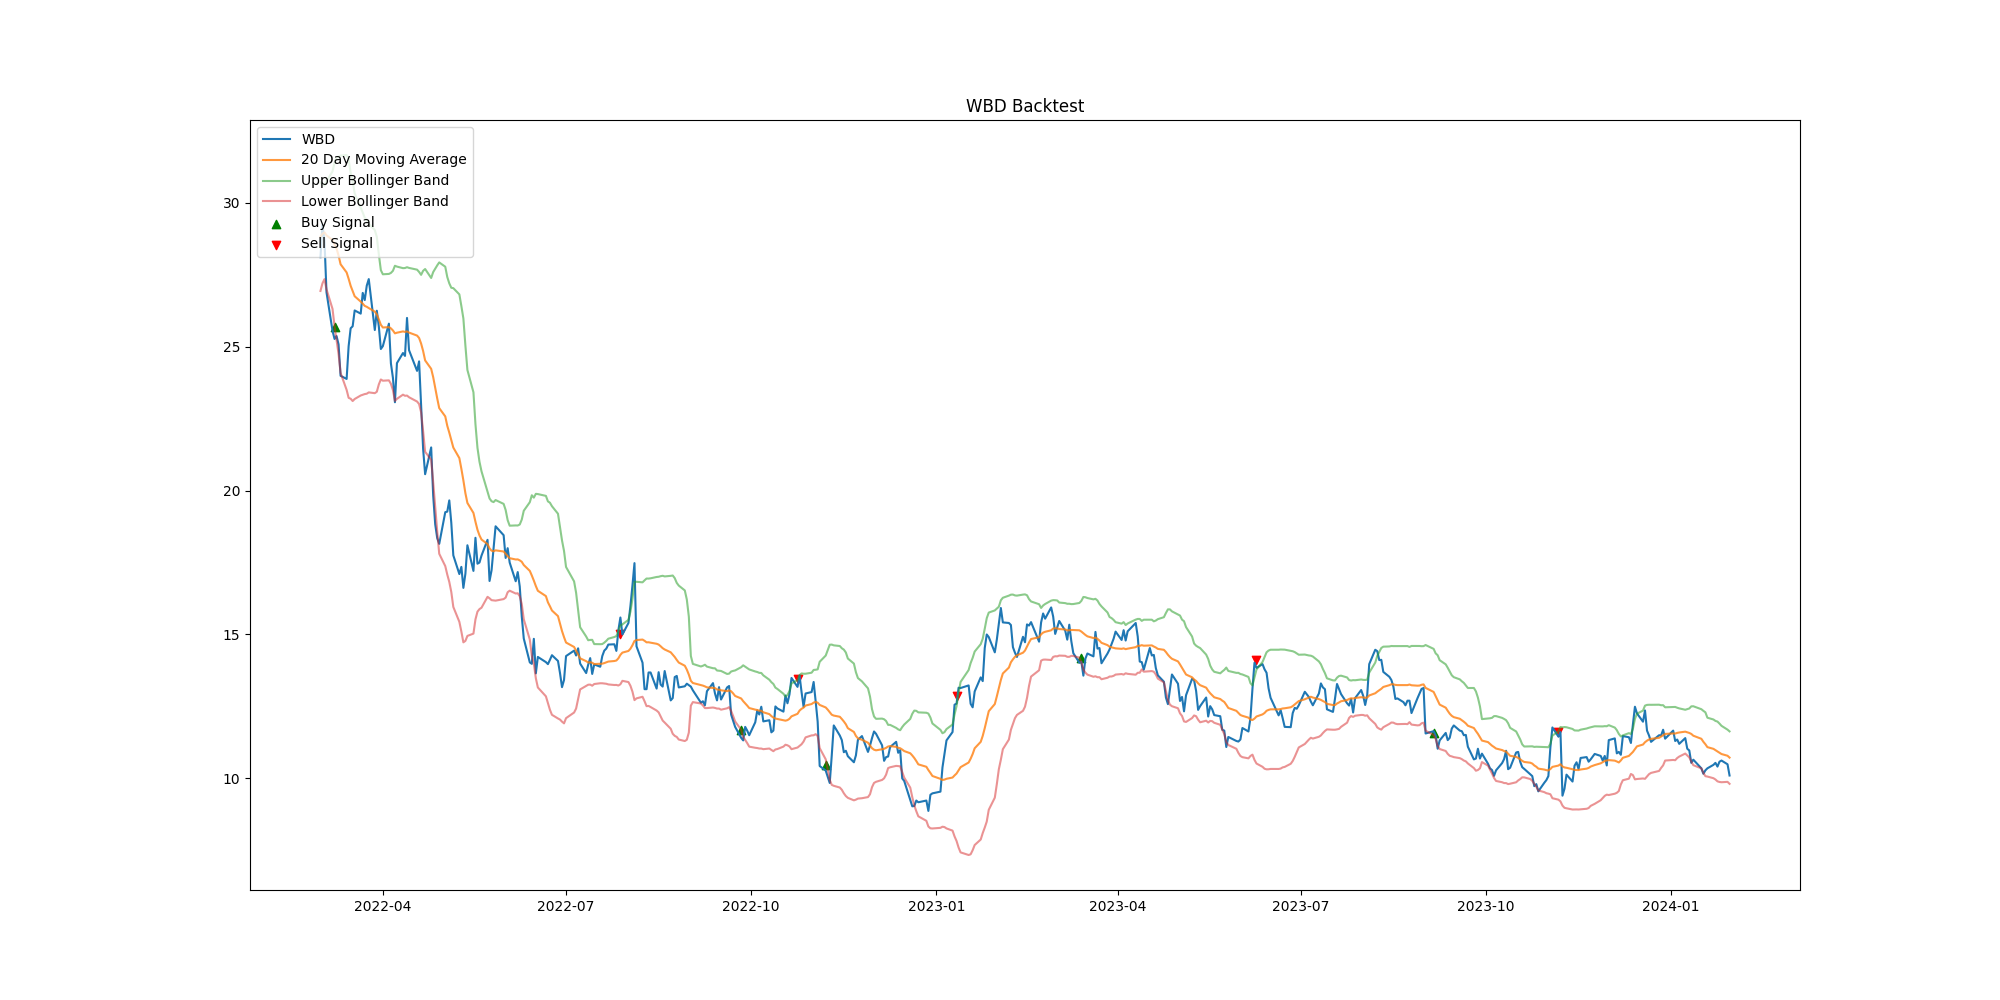 WBD Backtest
WBD
20 Day Moving Average
Upper Bollinger Band
Lower Bollinger Band
Buy Signal
Sell Signal
30
25
20
15
10
2022-04
2022-07
2022-10
2023-01
2023-04
2023-07
2023-10
2024-01